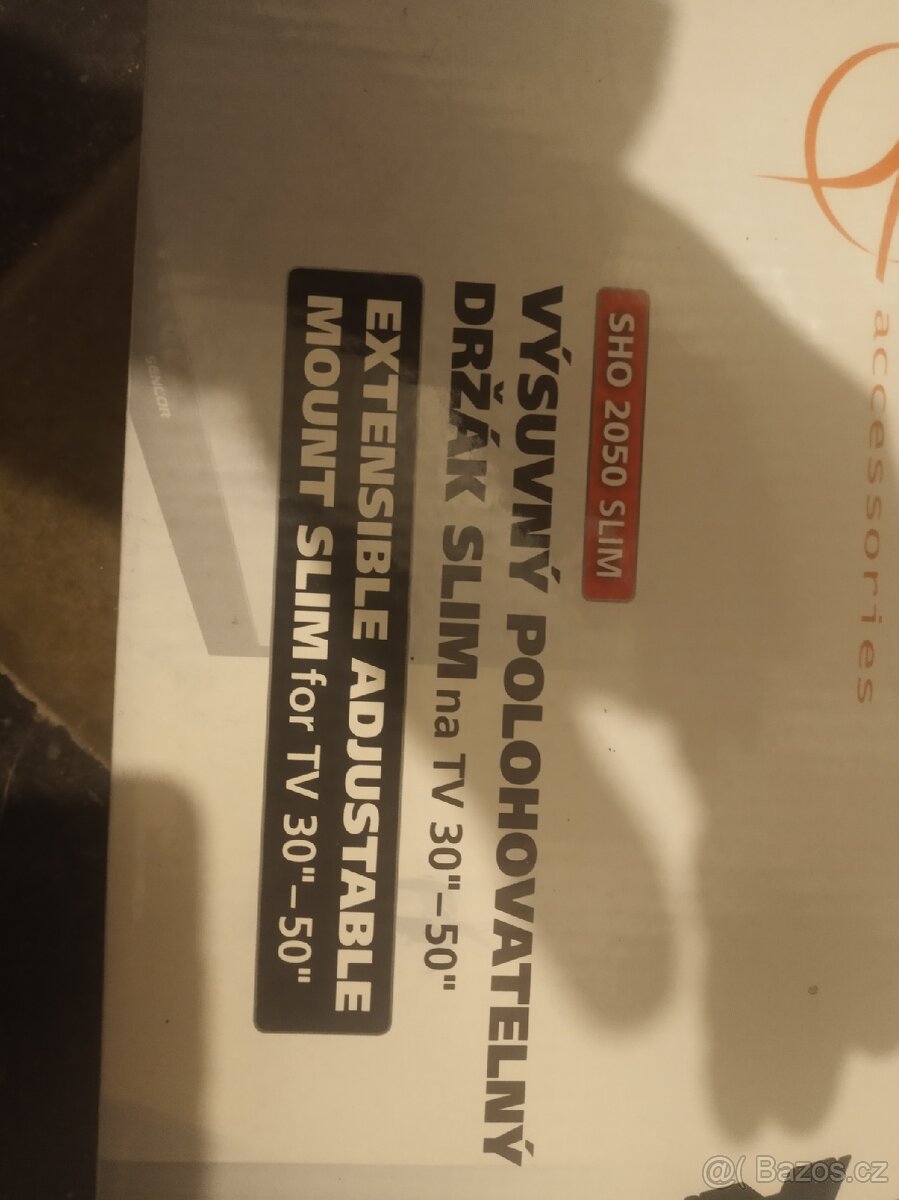 accessories
SHO 2050 SLIM
VÝSUVNÝ POLOHOVATELNÝ
DRŽÁK SLIM na TV 30"–50"
EXTENSIBLE ADJUSTABLE
MOUNT SLIM for TV 30"–50"
SENCOR
@( Bazos.cz